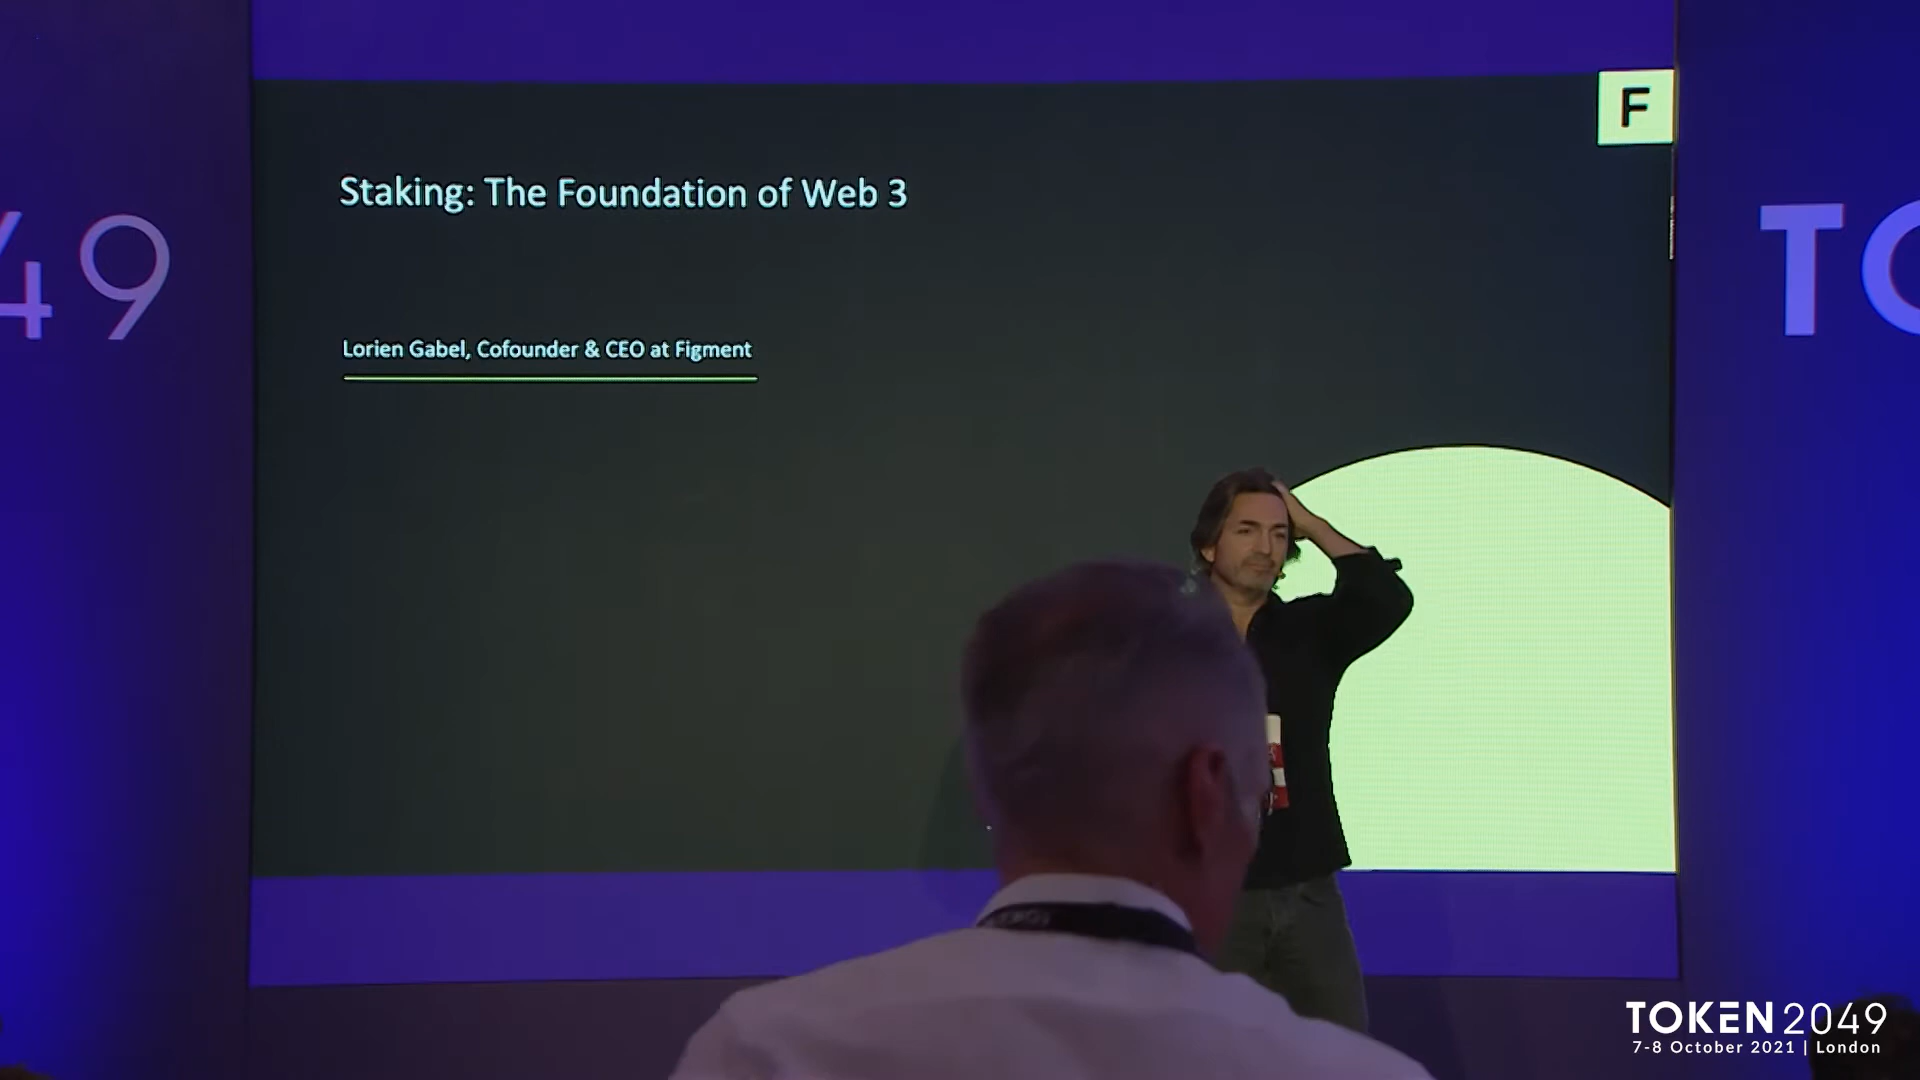 F
Staking: The Foundation of Web 3
49
TO
Lorien Gabel, Cofounder & CEO at Figment
TOKEN2049
7-8 October 2021 | London